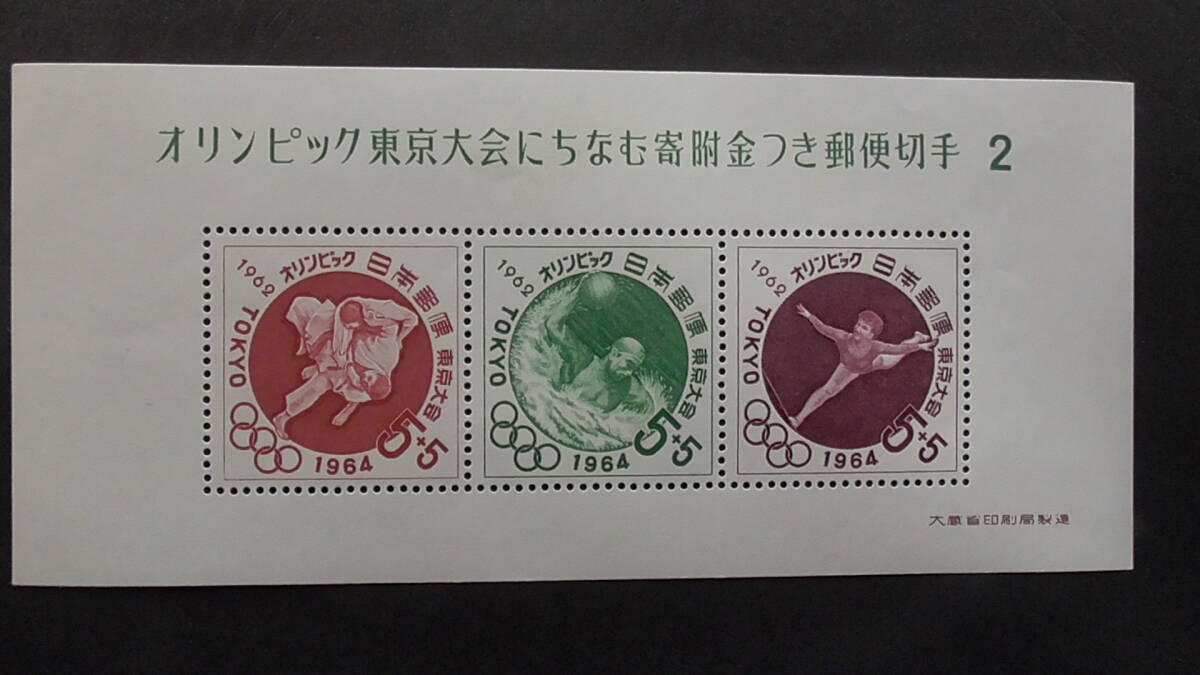 オリンピック東京大会にちなむ寄附金つき郵便切手 2
1962 オリンピック 日本郵便
TOKYO 1964 東京大会 5+5
1962 オリンピック 日本郵便
TOKYO 1964 東京大会 5+5
1962 オリンピック 日本郵便
TOKYO 1964 東京大会 5+5
大蔵省印刷局製造